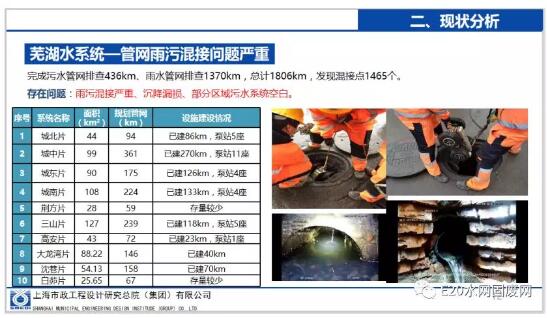 二、现状分析
芜湖水系统—管网雨污混接问题严重
完成污水管网排查436km、雨水管网排查1370km，总计1806km，发现混接点1465个。
存在问题：雨污混接严重、沉降漏损、部分区域污水系统空白。
序号 系统名称 面积（km²） 规划管网（km） 设施建设情况
1 城北片 44 94 已建86km，泵站5座
2 城中片 99 361 已建270km，泵站11座
3 城东片 90 175 已建126km，泵站6座
4 城南片 108 224 已建133km，泵站4座
5 荆方片 28 59 存量较少
6 三山片 127 239 已建118km，泵站5座
7 高安片 43 72 已建23km，泵站1座
8 大龙湾片 88.22 146 已建40km
9 沈巷片 54.13 158 已建70km
10 白茆片 25.65 67 存量较少
上海市政工程设计研究总院（集团）有限公司
SHANGHAI MUNICIPAL ENGINEERING DESIGN INSTITUTE (GROUP) CO., LTD.
E20水网固废网